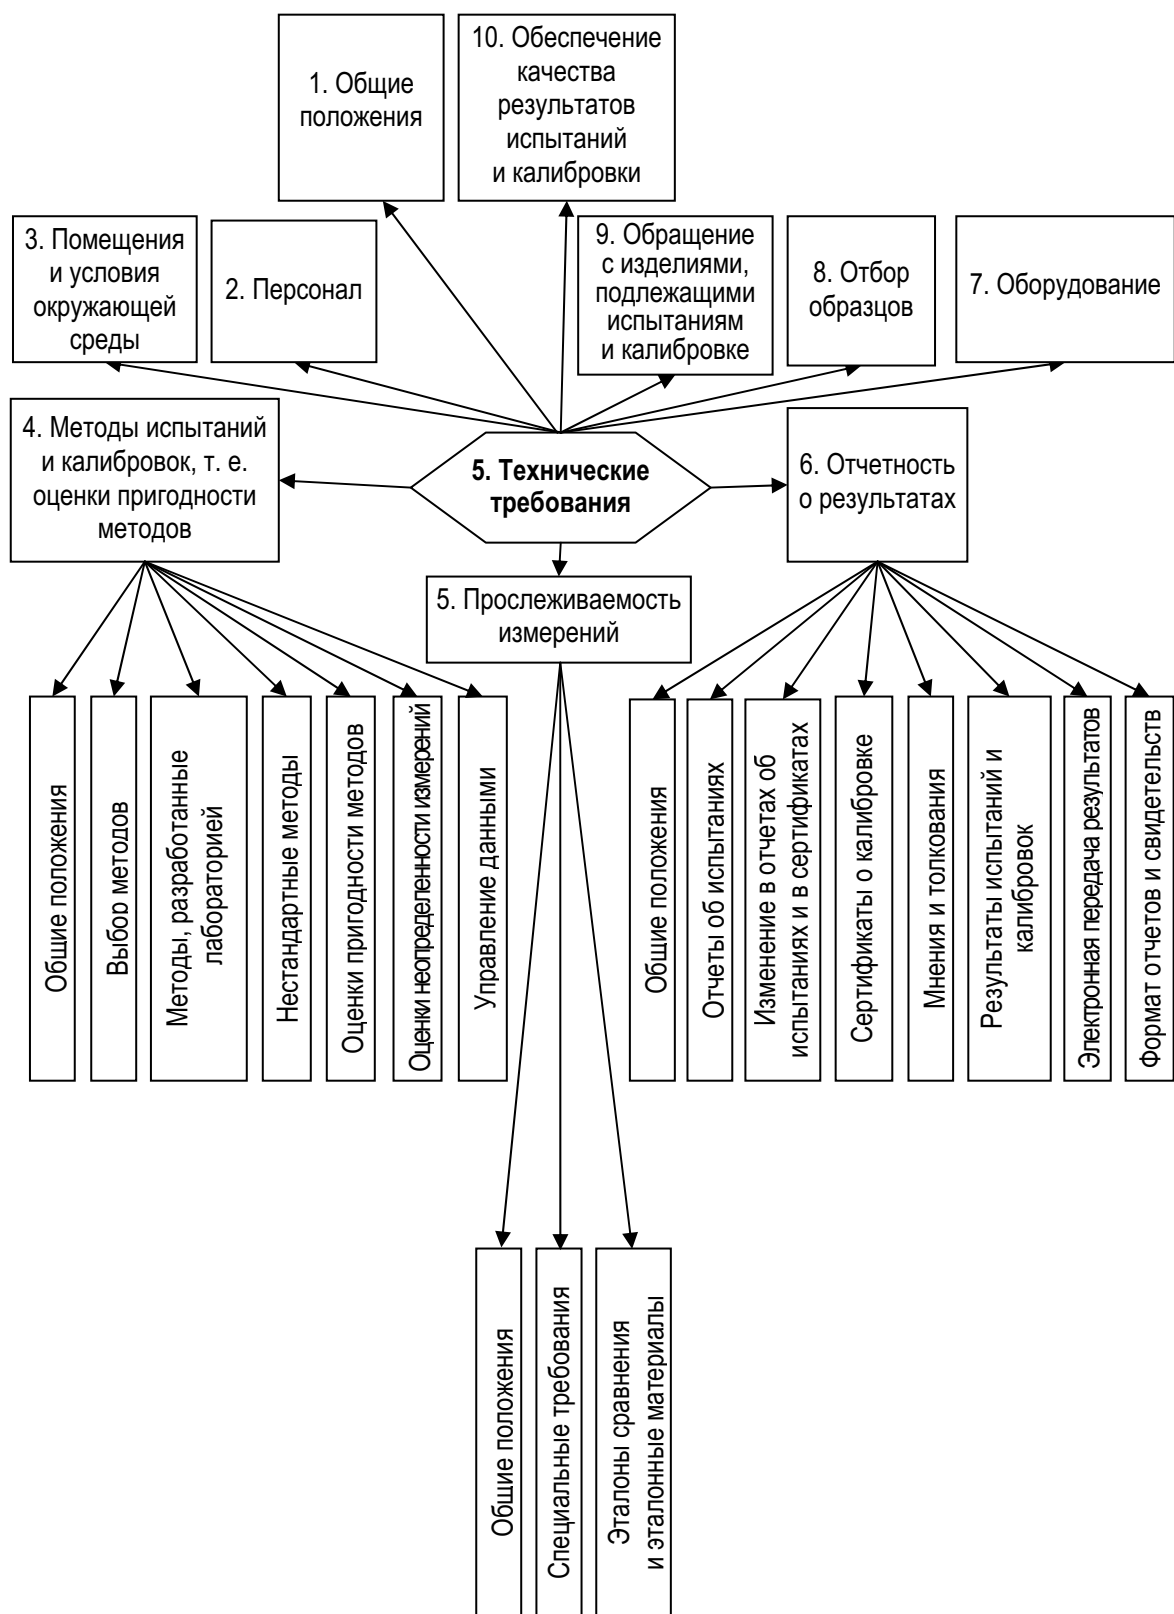 10. Обеспечение
качества
результатов
испытаний
и калибровки
1. Общие
положения
3. Помещения
и условия
окружающей
среды
2. Персонал
9. Обращение
с изделиями,
подлежащими
испытаниям
и калибровке
8. Отбор
образцов
7. Оборудование
4. Методы испытаний
и калибровок, т. е.
оценки пригодности
методов
5. Технические
требования
6. Отчетность
о результатах
5. Прослеживаемость
измерений
Общие положения
Выбор методов
Методы, разработанные
лабораторией
Нестандартные методы
Оценки пригодности методов
Оценки неопределенности измерений
Управление данными
Общие положения
Отчеты об испытаниях
Изменение в отчетах об
испытаниях и в сертификатах
Сертификаты о калибровке
Мнения и толкования
Результаты испытаний и
калибровок
Электронная передача результатов
Формат отчетов и свидетельств
Общие положения
Специальные требования
Эталоны сравнения
и эталонные материалы